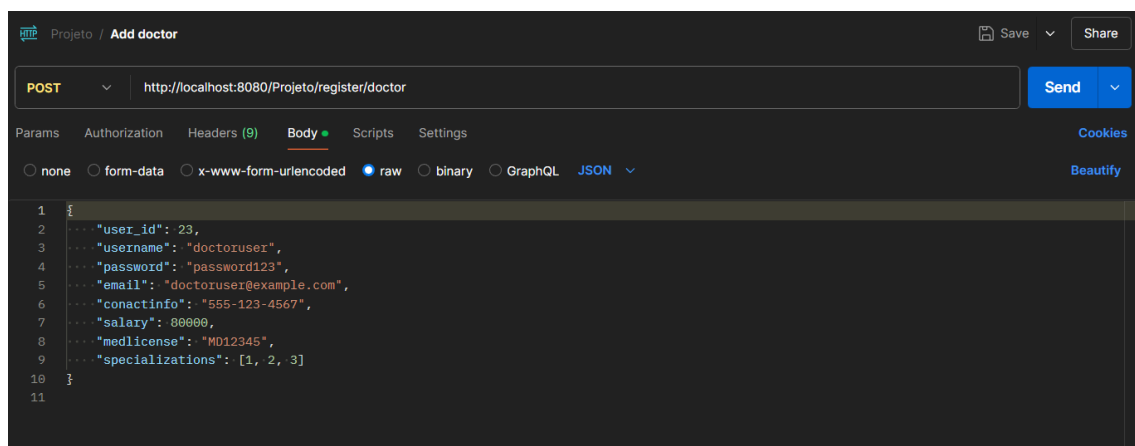 HTTP Projeto / Add doctor Save Share
POST http://localhost:8080/Projeto/register/doctor Send
Params Authorization Headers (9) Body Scripts Settings Cookies
none form-data x-www-form-urlencoded raw binary GraphQL JSON Beautify
1 {
2 "user_id": 23,
3 "username": "doctoruser",
4 "password": "password123",
5 "email": "doctoruser@example.com",
6 "conactinfo": "555-123-4567",
7 "salary": 80000,
8 "medlicense": "MD12345",
9 "specializations": [1, 2, 3]
10 }
11